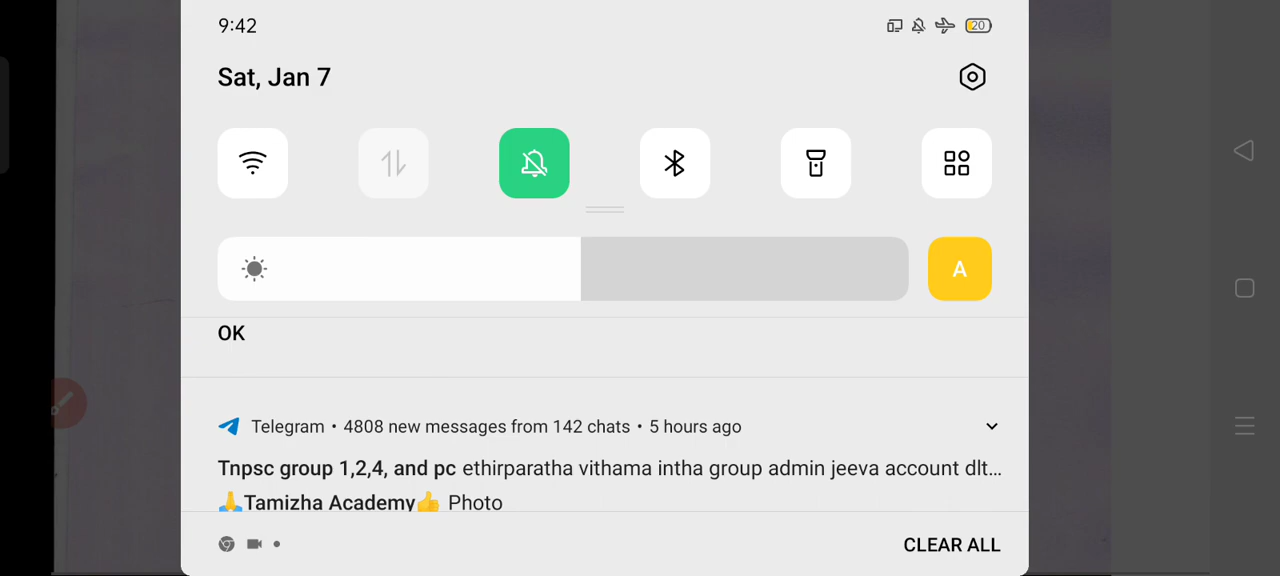 9:42
20
Sat, Jan 7
A
OK
Telegram • 4808 new messages from 142 chats • 5 hours ago
Tnpsc group 1,2,4, and pc ethirparatha vithama intha group admin jeeva account dlt...
🙏Tamizha Academy👍 Photo
CLEAR ALL